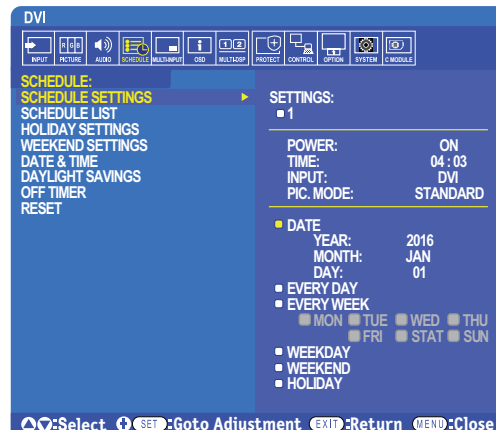 DVI
INPUT RGB PICTURE AUDIO SCHEDULE MULTI-INPUT OSD 1 2 MULTI-DSP PROTECT CONTROL OPTION SYSTEM C MODULE
SCHEDULE:
SCHEDULE SETTINGS
SCHEDULE LIST
HOLIDAY SETTINGS
WEEKEND SETTINGS
DATE & TIME
DAYLIGHT SAVINGS
OFF TIMER
RESET
SETTINGS:
1
POWER: ON
TIME: 04 : 03
INPUT: DVI
PIC. MODE: STANDARD
DATE
YEAR: 2016
MONTH: JAN
DAY: 01
EVERY DAY
EVERY WEEK
MON TUE WED THU
FRI STAT SUN
WEEKDAY
WEEKEND
HOLIDAY
:Select SET :Goto Adjustment EXIT :Return MENU :Close